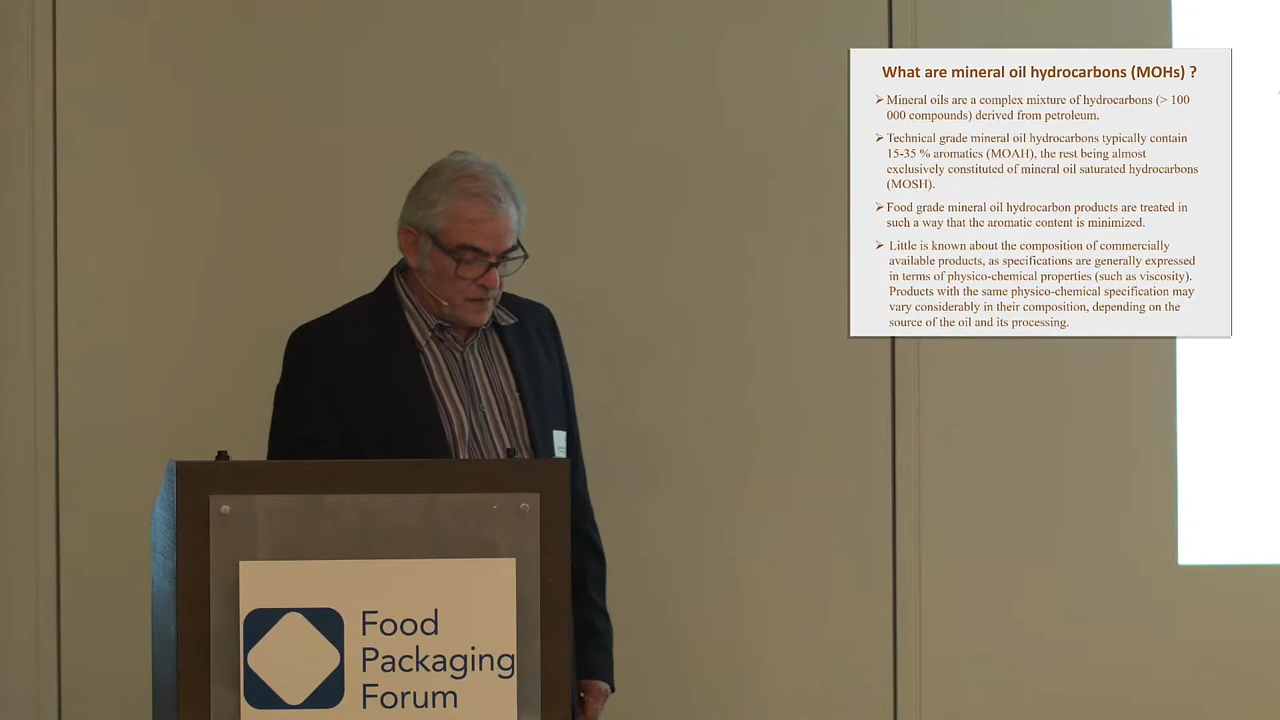 What are mineral oil hydrocarbons (MOHs) ?
➢ Mineral oils are a complex mixture of hydrocarbons (> 100
000 compounds) derived from petroleum.
➢ Technical grade mineral oil hydrocarbons typically contain
15-35 % aromatics (MOAH), the rest being almost
exclusively constituted of mineral oil saturated hydrocarbons
(MOSH).
➢ Food grade mineral oil hydrocarbon products are treated in
such a way that the aromatic content is minimized.
➢ Little is known about the composition of commercially
available products, as specifications are generally expressed
in terms of physico-chemical properties (such as viscosity).
Products with the same physico-chemical specification may
vary considerably in their composition, depending on the
source of the oil and its processing.
Food
Packaging
Forum